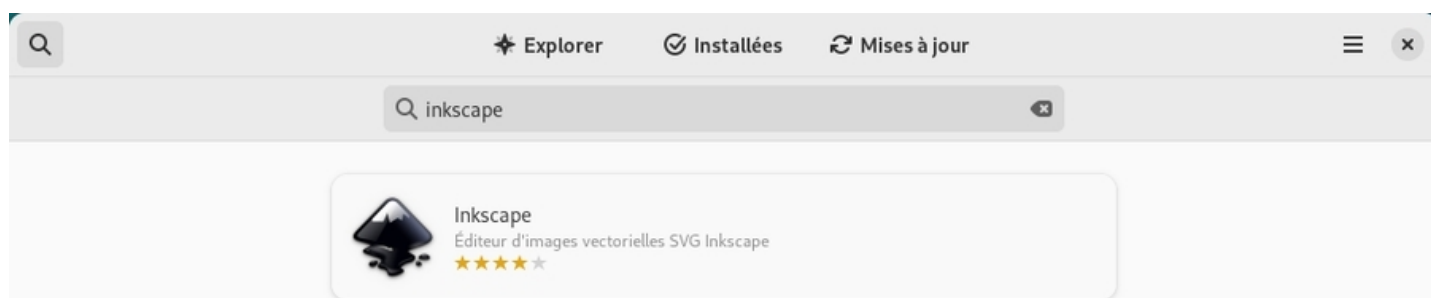 Explorer Installées Mises à jour
inkscape
Inkscape
Éditeur d'images vectorielles SVG Inkscape